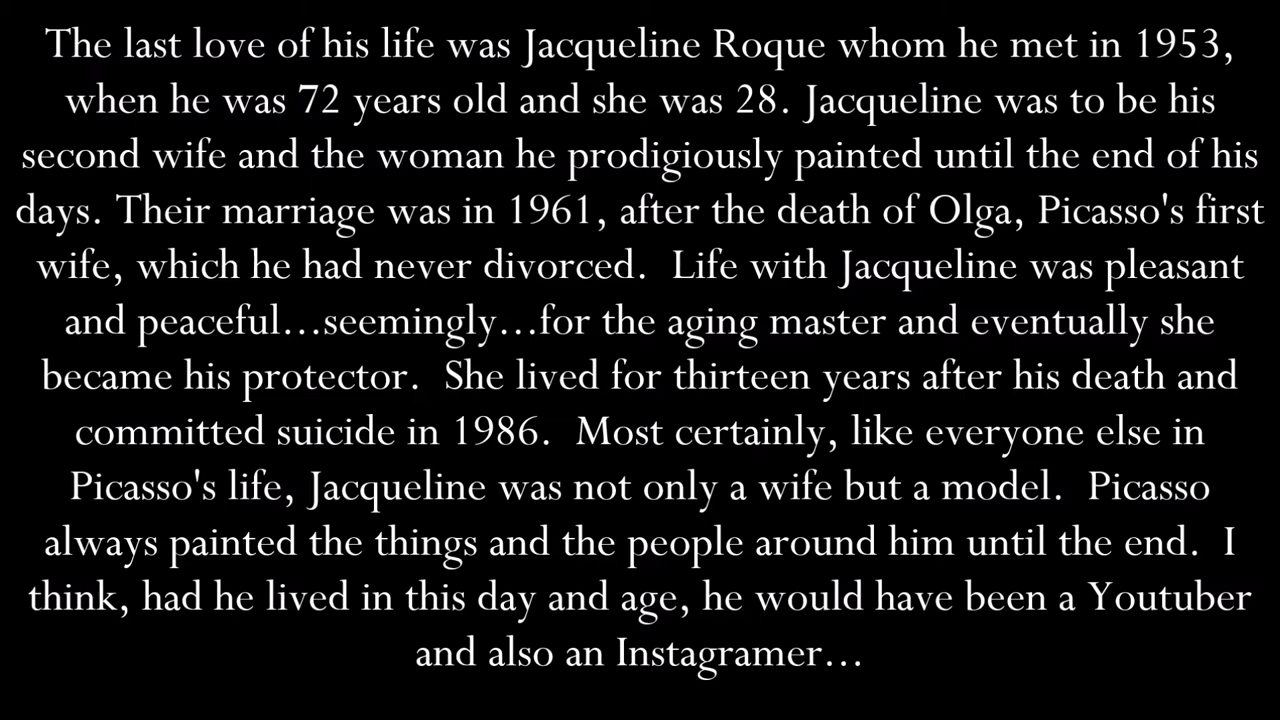 The last love of his life was Jacqueline Roque whom he met in 1953,
when he was 72 years old and she was 28. Jacqueline was to be his
second wife and the woman he prodigiously painted until the end of his
days. Their marriage was in 1961, after the death of Olga, Picasso's first
wife, which he had never divorced.  Life with Jacqueline was pleasant
and peaceful...seemingly...for the aging master and eventually she
became his protector.  She lived for thirteen years after his death and
committed suicide in 1986.  Most certainly, like everyone else in
Picasso's life, Jacqueline was not only a wife but a model.  Picasso
always painted the things and the people around him until the end.  I
think, had he lived in this day and age, he would have been a Youtuber
and also an Instagramer...